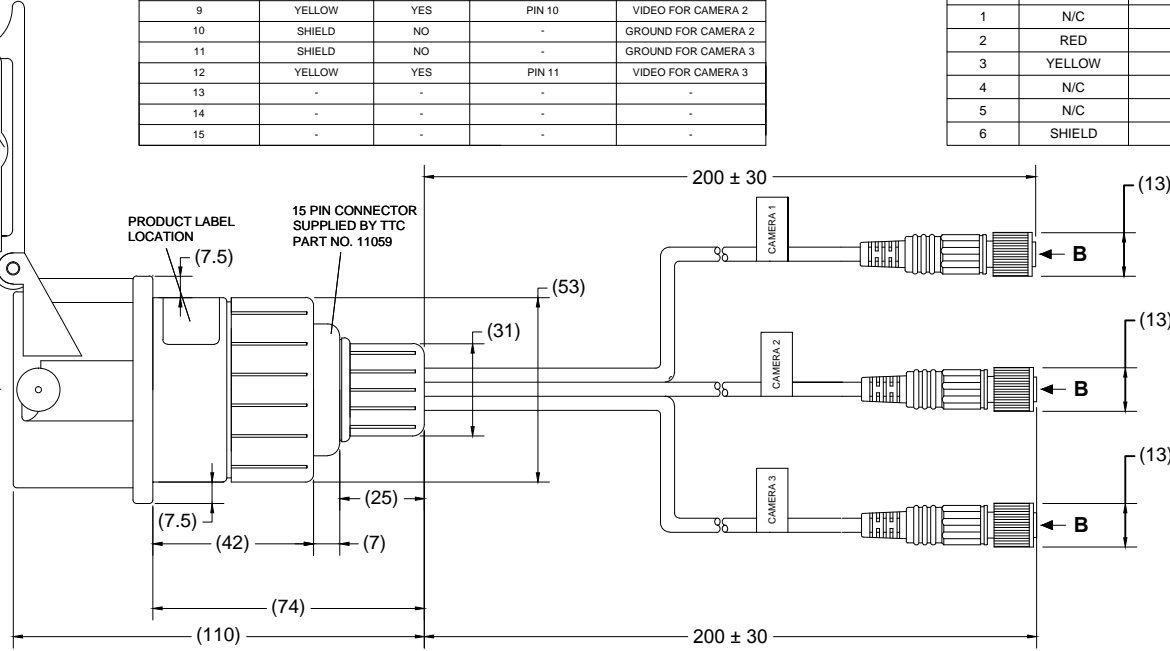 9 YELLOW YES PIN 10 VIDEO FOR CAMERA 2
10 SHIELD NO - GROUND FOR CAMERA 2
11 SHIELD NO - GROUND FOR CAMERA 3
12 YELLOW YES PIN 11 VIDEO FOR CAMERA 3
13 - - - -
14 - - - -
15 - - - -
1 N/C
2 RED
3 YELLOW
4 N/C
5 N/C
6 SHIELD
PRODUCT LABEL
LOCATION
15 PIN CONNECTOR
SUPPLIED BY TTC
PART NO. 11059
200 ± 30
(13)
(7.5)
CAMERA 1
B
(53)
(31)
(13)
CAMERA 2
B
(13)
CAMERA 3
B
(25)
(7.5)
(42)
(7)
(74)
(110)
200 ± 30